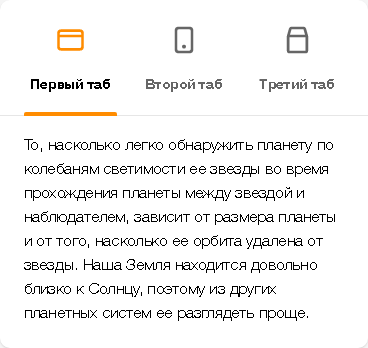 Первый таб
Второй таб
Третий таб
То, насколько легко обнаружить планету по
колебаням светимости ее звезды во время
прохождения планеты между звездой и
наблюдателем, зависит от размера планеты
и от того, насколько ее орбита удалена от
звезды. Наша Земля находится довольно
близко к Солнцу, поэтому из других
планетных систем ее разглядеть проще.